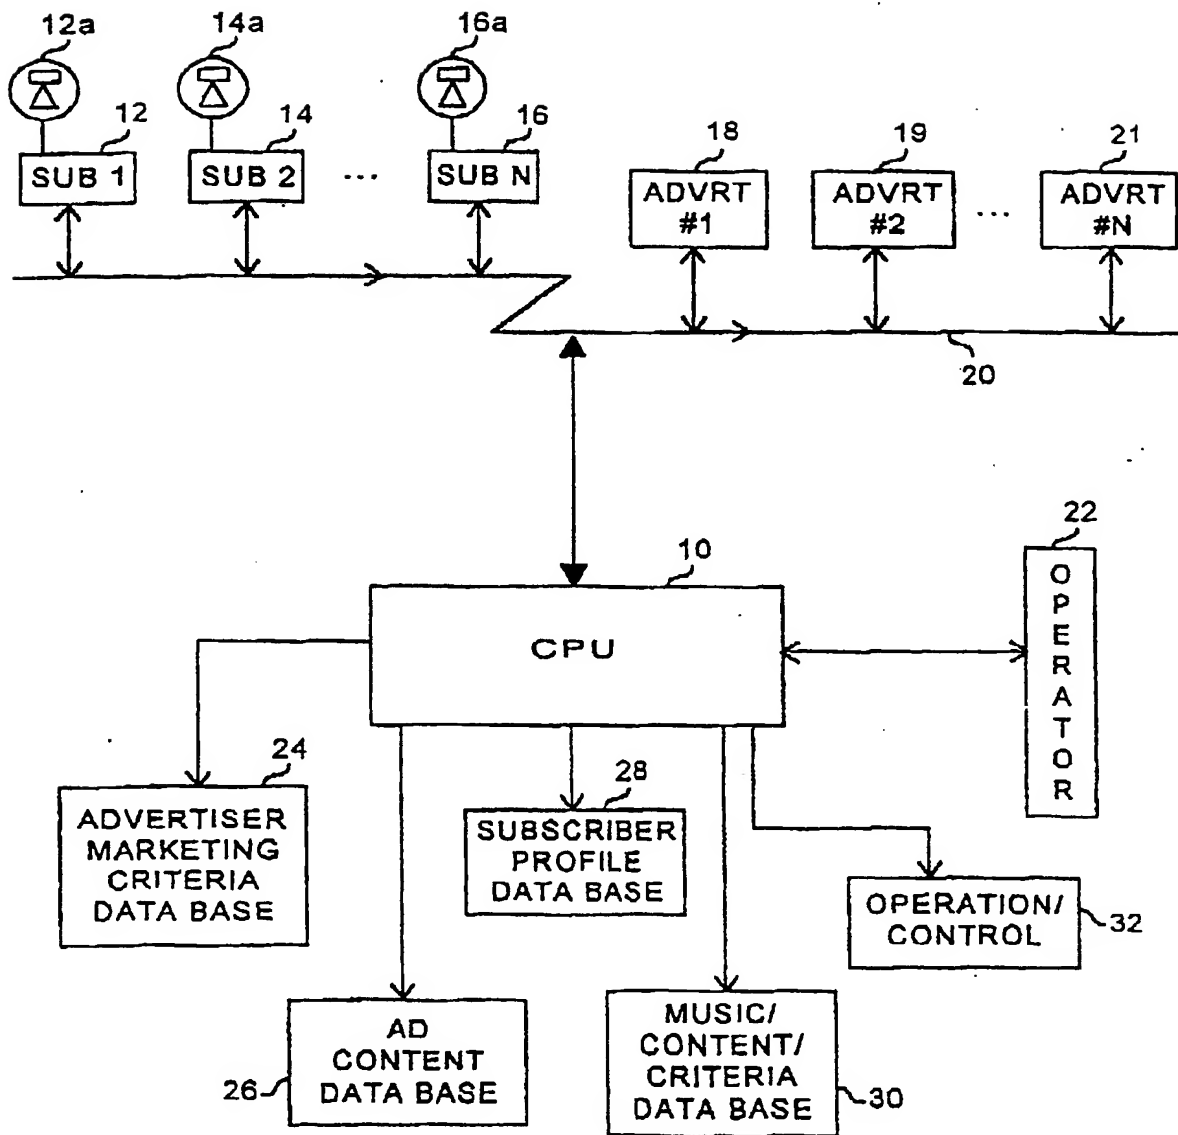 12a
14a
16a
12
14
16
18
19
21
SUB 1
SUB 2
...
SUB N
ADVRT
#1
ADVRT
#2
...
ADVRT
#N
20
10
22
CPU
OPERATOR
24
ADVERTISER
MARKETING
CRITERIA
DATA BASE
28
SUBSCRIBER
PROFILE
DATA BASE
OPERATION/
CONTROL
32
AD
CONTENT
DATA BASE
26
MUSIC/
CONTENT/
CRITERIA
DATA BASE
30